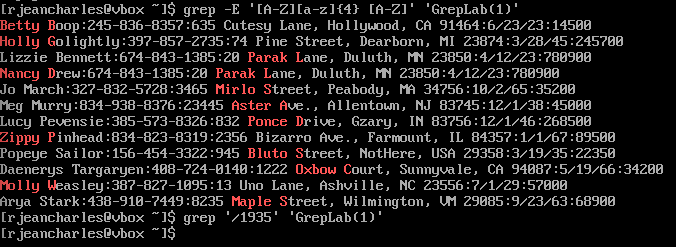 [rjeancharles@vbox ~]$ grep -E '[A-Z][a-z]{4} [A-Z]' 'GrepLab(1)'
Betty Boop:245-836-8357:635 Cutesy Lane, Hollywood, CA 91464:6/23/23:14500
Holly Golightly:397-857-2735:74 Pine Street, Dearborn, MI 23874:3/28/45:245700
Lizzie Bennett:674-843-1385:20 Parak Lane, Duluth, MN 23850:4/12/23:780900
Nancy Drew:674-843-1385:20 Parak Lane, Duluth, MN 23850:4/12/23:780900
Jo March:327-832-5728:3465 Mirlo Street, Peabody, MA 34756:10/2/65:35200
Meg Murry:834-938-8376:23445 Aster Ave., Allentown, NJ 83745:12/1/38:45000
Lucy Pevensie:385-573-8326:832 Ponce Drive, Gzary, IN 83756:12/1/46:268500
Zippy Pinhead:834-823-8319:2356 Bizarro Ave., Farmount, IL 84357:1/1/67:89500
Popeye Sailor:156-454-3322:945 Bluto Street, NotHere, USA 29358:3/19/35:22350
Daenerys Targaryen:408-724-0140:1222 Oxbow Court, Sunnyvale, CA 94087:5/19/66:34200
Molly Weasley:387-827-1095:13 Uno Lane, Ashville, NC 23556:7/1/29:57000
Arya Stark:438-910-7449:8235 Maple Street, Wilmington, VM 29085:9/23/63:68900
[rjeancharles@vbox ~]$ grep '/1935' 'GrepLab(1)'
[rjeancharles@vbox ~]$